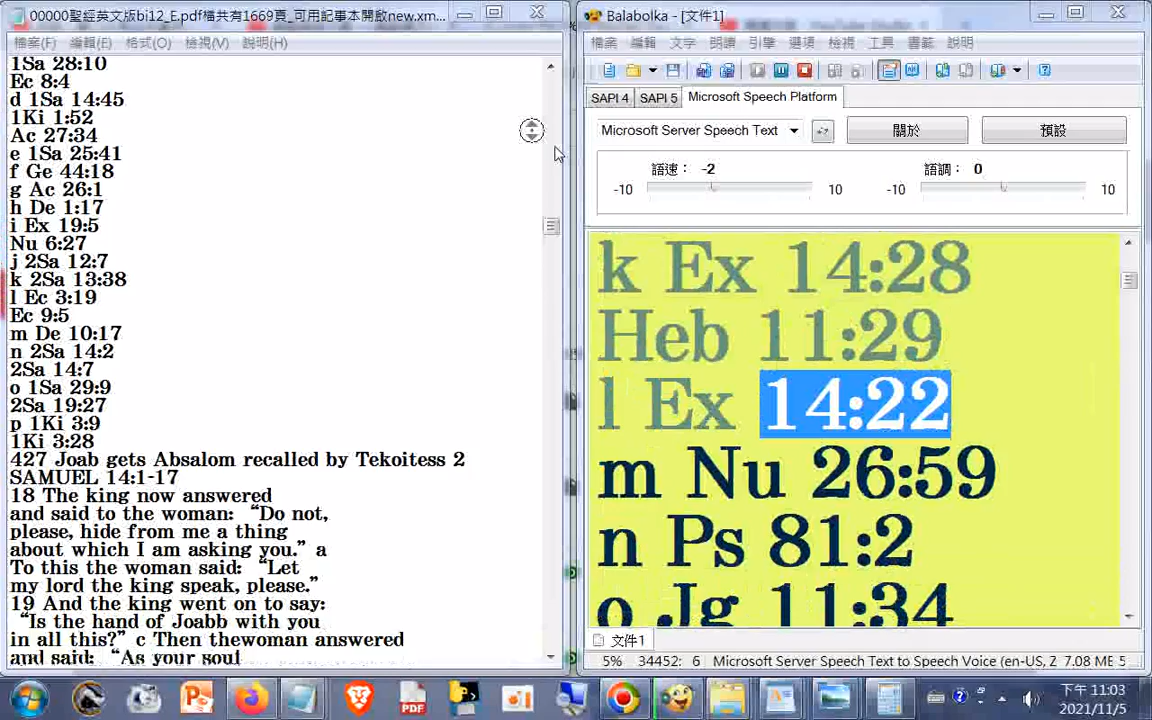 00000聖經英文版bi12_E.pdf檔共有1669頁_可用記事本開啟new.xm...
檔案(F) 編輯(E) 格式(O) 檢視(V) 說明(H)
1Sa 28:10
Ec 8:4
d 1Sa 14:45
1Ki 1:52
Ac 27:34
e 1Sa 25:41
f Ge 44:18
g Ac 26:1
h De 1:17
i Ex 19:5
Nu 6:27
j 2Sa 12:7
k 2Sa 13:38
l Ec 3:19
Ec 9:5
m De 10:17
n 2Sa 14:2
2Sa 14:7
o 1Sa 29:9
2Sa 19:27
p 1Ki 3:9
1Ki 3:28
427 Joab gets Absalom recalled by Tekoitess 2
SAMUEL 14:1-17
18 The king now answered
and said to the woman: “Do not,
please, hide from me a thing
about which I am asking you.” a
To this the woman said: “Let
my lord the king speak, please.”
19 And the king went on to say:
“Is the hand of Joabb with you
in all this?” c Then thewoman answered
and said: “As your soul
Balabolka - [文件1]
檔案 編輯 文字 朗讀 引擎 選項 檢視 工具 書籤 說明
SAPI 4 SAPI 5 Microsoft Speech Platform
Microsoft Server Speech Text 關於 預設
語速： -2 語調： 0
-10 10 -10 10
k Ex 14:28
Heb 11:29
l Ex 14:22
m Nu 26:59
n Ps 81:2
o Jg 11:34
文件1
5% 34452: 6 Microsoft Server Speech Text to Speech Voice (en-US, 2 7.08 MB 5
下午 11:03
2021/11/5